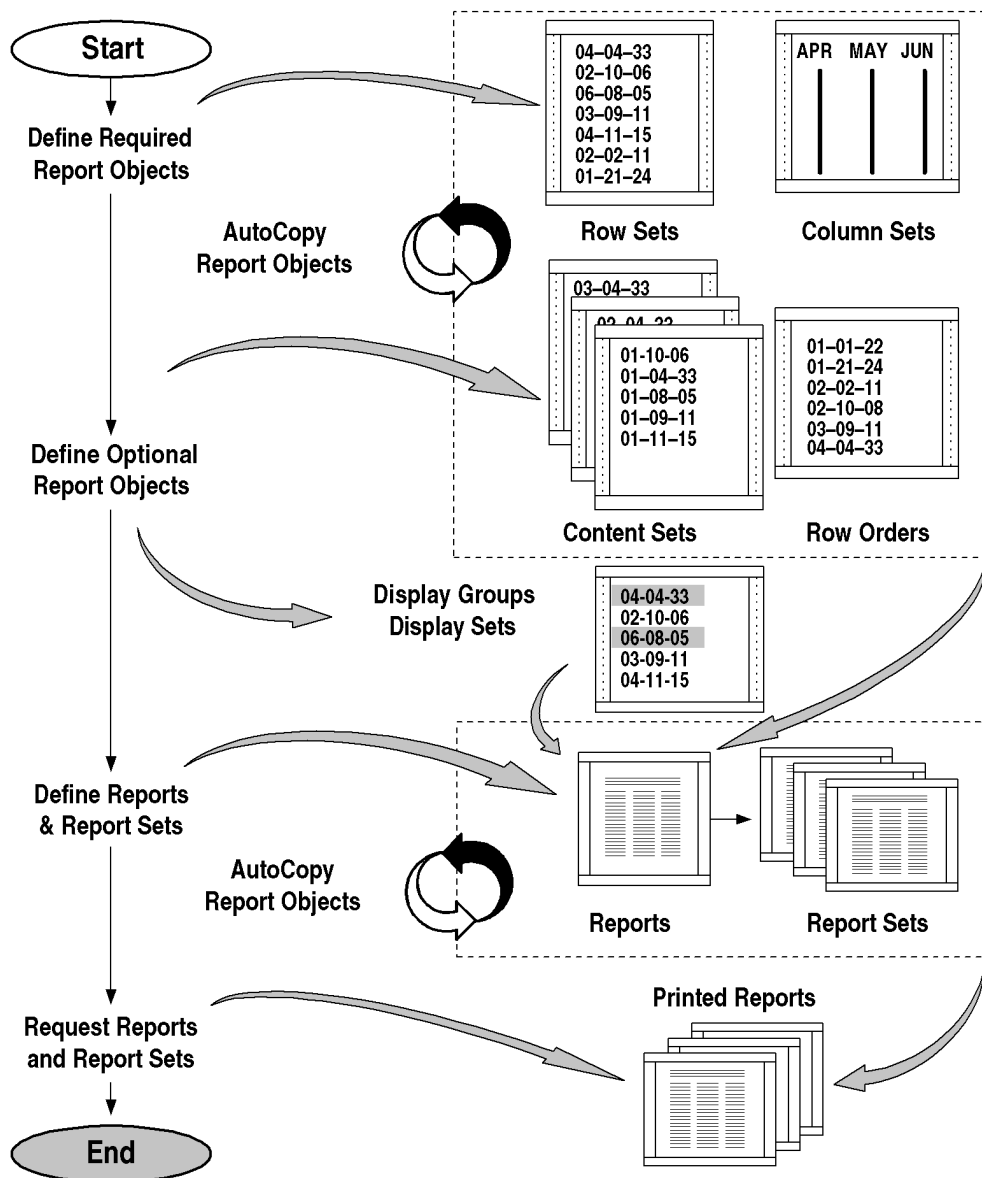 Start
Define Required
Report Objects
04–04–33
02–10–06
06–08–05
03–09–11
04–11–15
02–02–11
01–21–24
Row Sets
APR MAY JUN
Column Sets
AutoCopy
Report Objects
03–04–33
01-10-06
01–04–33
01–08–05
01–09–11
01–11–15
Content Sets
01–01–22
01–21–24
02–02–11
02–10–08
03–09–11
04–04–33
Row Orders
Define Optional
Report Objects
Display Groups
Display Sets
04-04-33
02-10-06
06-08-05
03-09-11
04-11-15
Define Reports
& Report Sets
AutoCopy
Report Objects
Reports
Report Sets
Request Reports
and Report Sets
Printed Reports
End